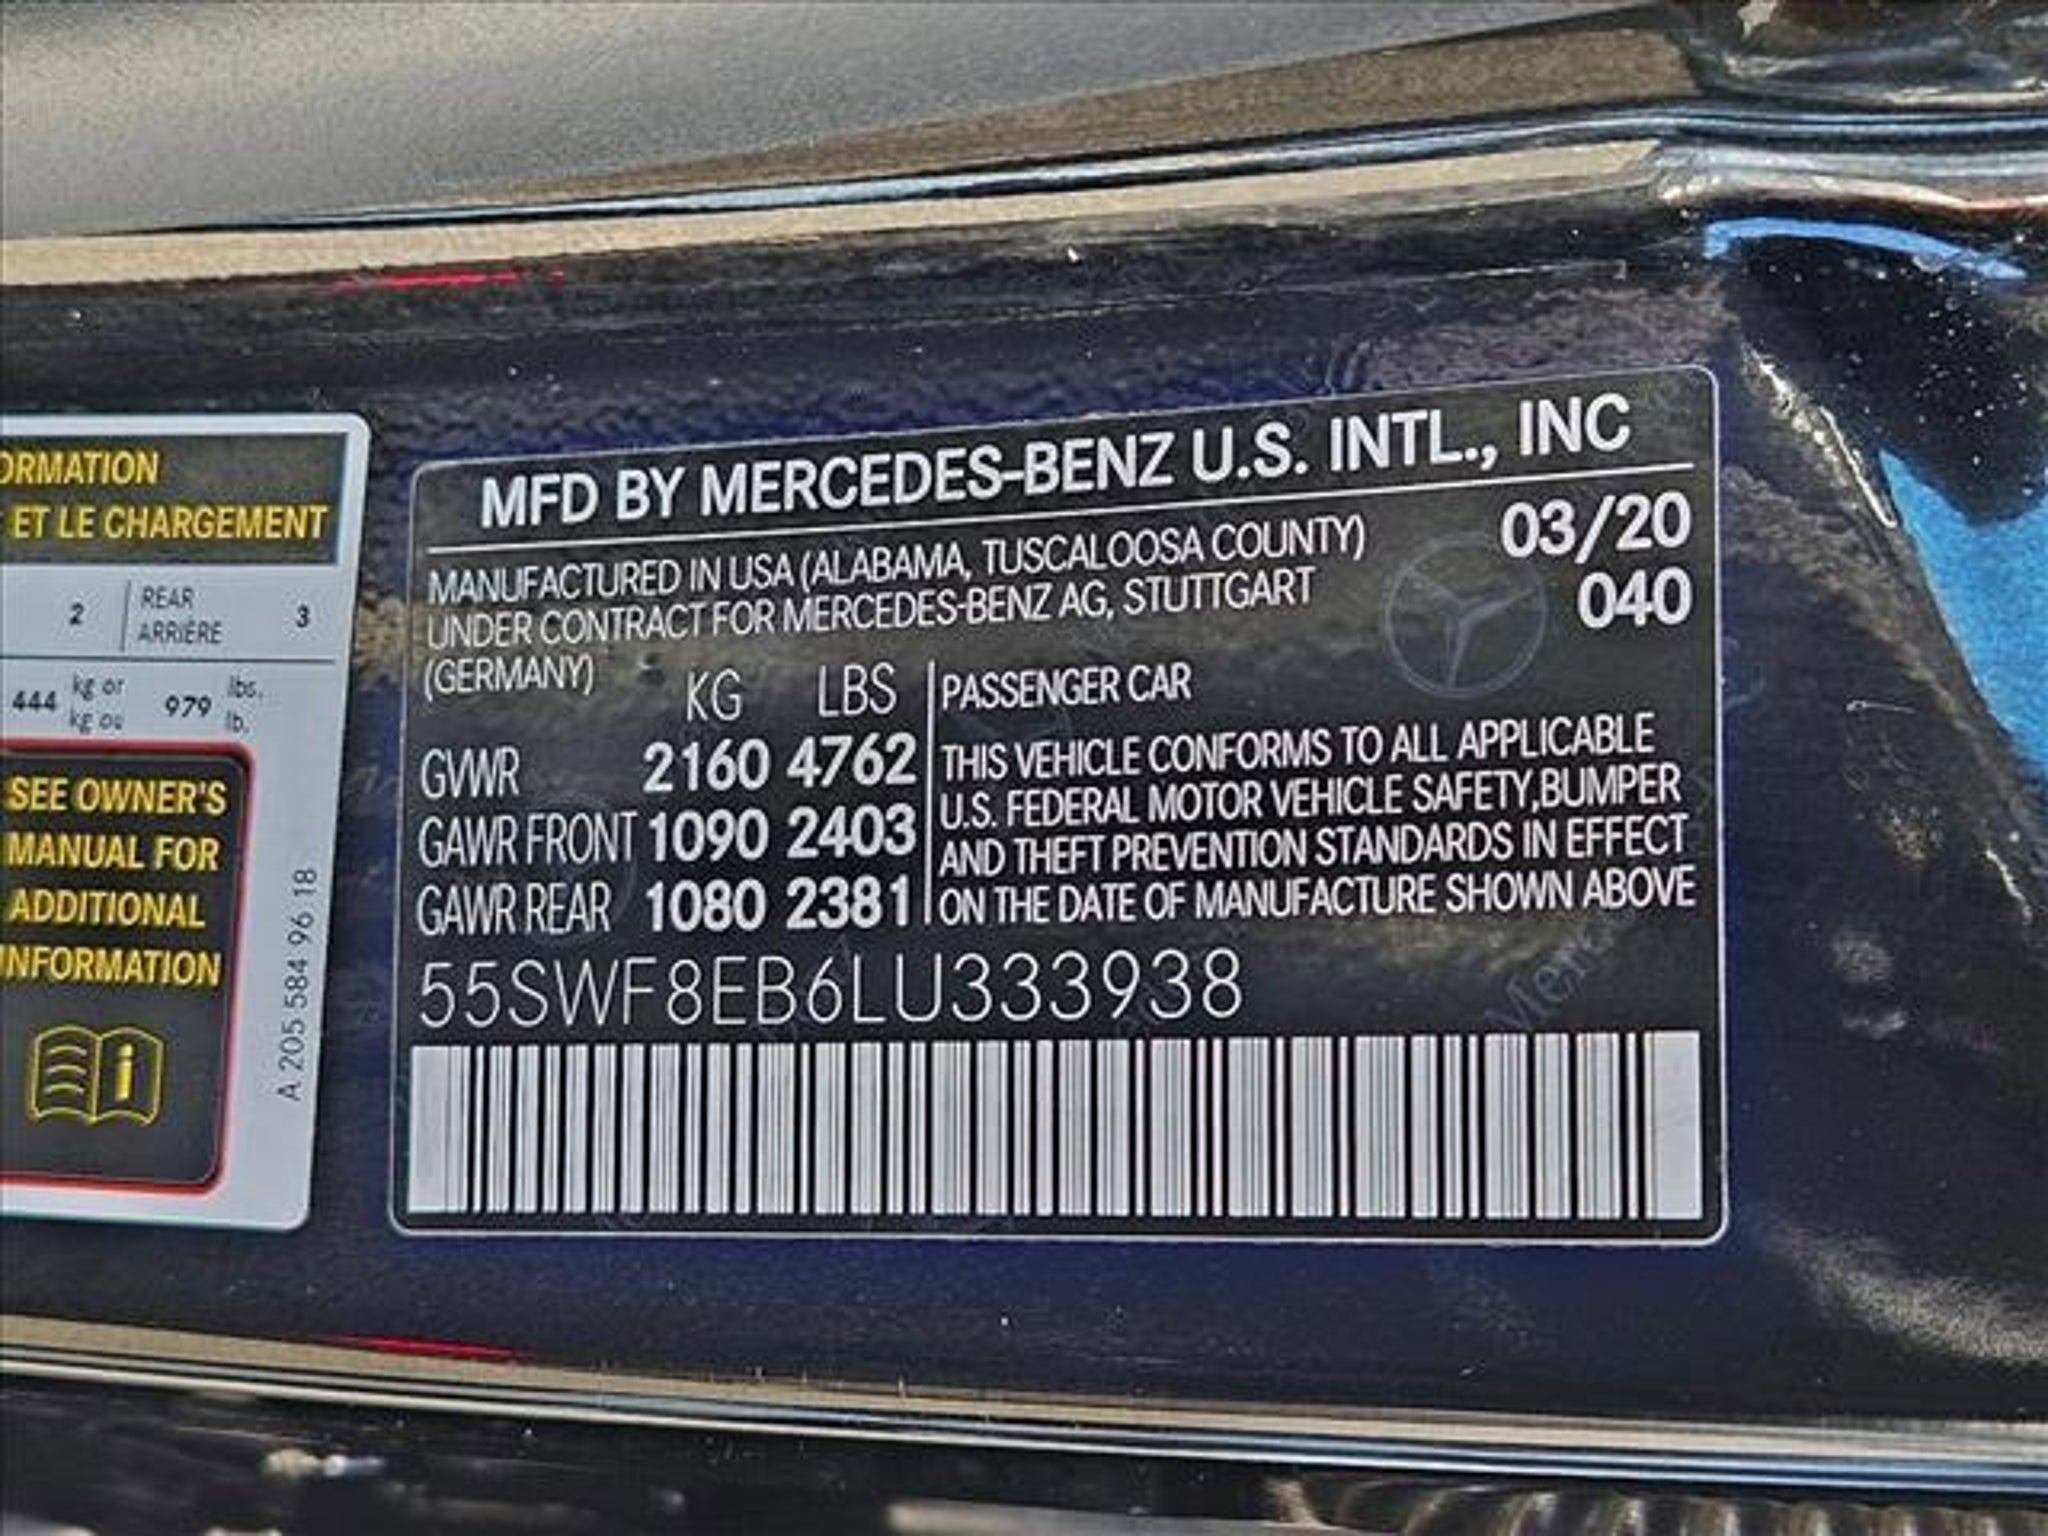 ORMATION
ET LE CHARGEMENT
2 REAR ARRIÈRE 3
444 kg or kg ou 979 lbs. lb.
SEE OWNER'S
MANUAL FOR
ADDITIONAL
INFORMATION
i
A 205 584 96 18
MFD BY MERCEDES-BENZ U.S. INTL., INC
MANUFACTURED IN USA (ALABAMA, TUSCALOOSA COUNTY)
UNDER CONTRACT FOR MERCEDES-BENZ AG, STUTTGART
(GERMANY)
03/20
040
KG LBS
GVWR 2160 4762
GAWR FRONT 1090 2403
GAWR REAR 1080 2381
PASSENGER CAR
THIS VEHICLE CONFORMS TO ALL APPLICABLE
U.S. FEDERAL MOTOR VEHICLE SAFETY,BUMPER
AND THEFT PREVENTION STANDARDS IN EFFECT
ON THE DATE OF MANUFACTURE SHOWN ABOVE
55SWF8EB6LU333938